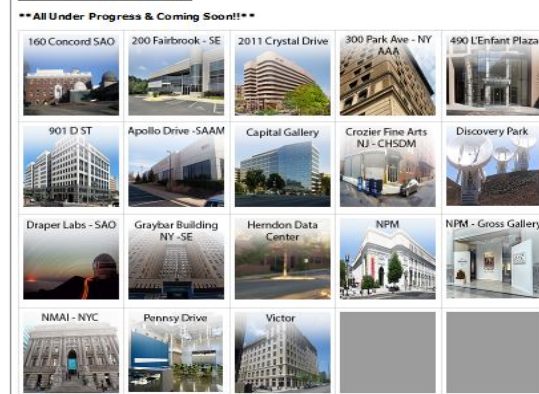 **All Under Progress & Coming Soon!!**
160 Concord SAO
200 Fairbrook - SE
2011 Crystal Drive
300 Park Ave - NY
AAA
490 L'Enfant Plaza
901 D ST
Apollo Drive -SAAM
Capital Gallery
Crozier Fine Arts
NJ - CHSDM
Discovery Park
Draper Labs - SAO
Graybar Building
NY -SE
Herndon Data
Center
NPM
NPM - Gross Gallery
NMAI - NYC
Pennsy Drive
Victor